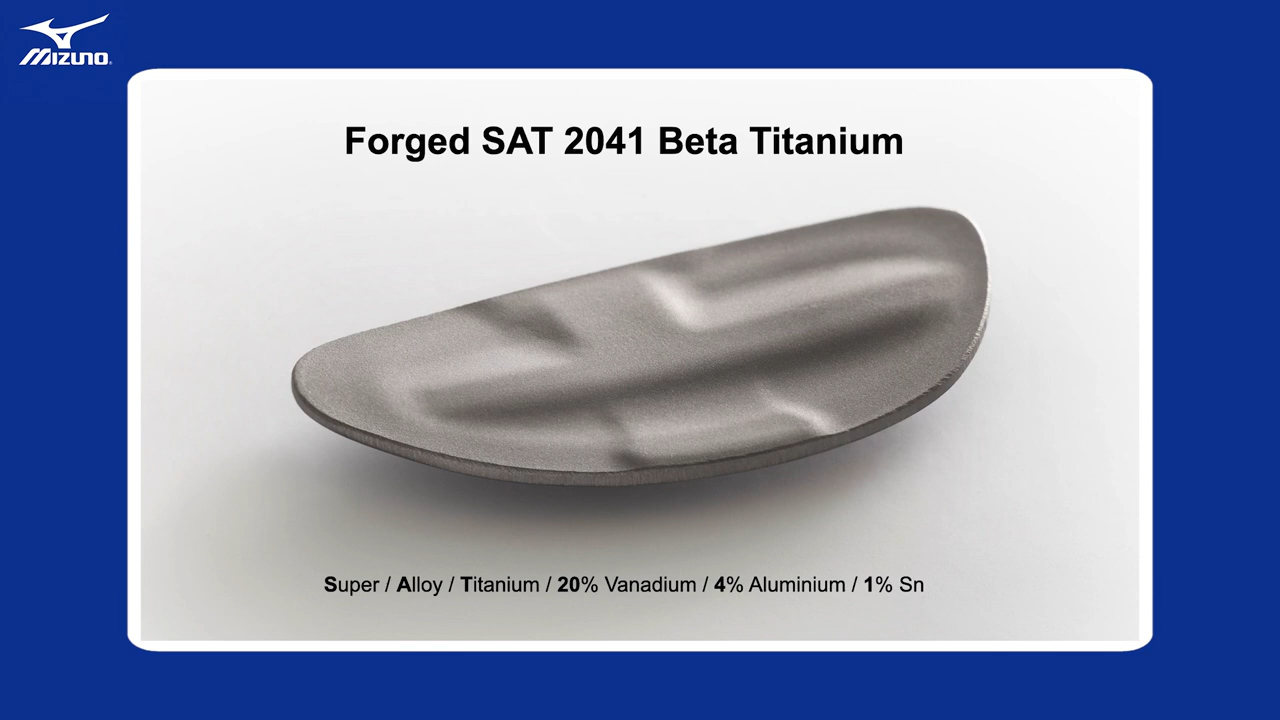 MIZUNO
Forged SAT 2041 Beta Titanium
Super / Alloy / Titanium / 20% Vanadium / 4% Aluminium / 1% Sn